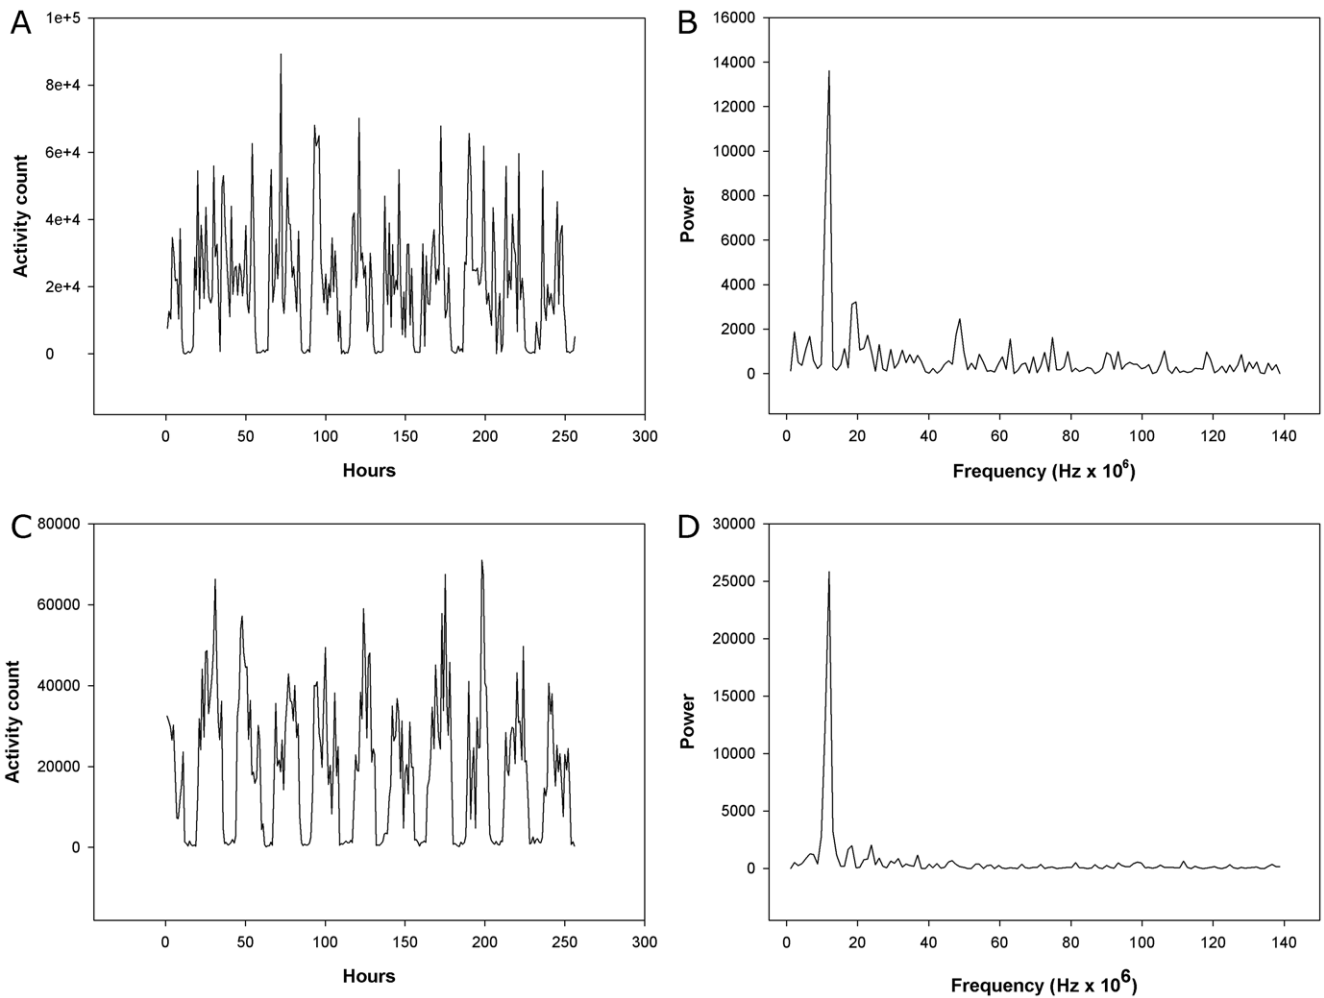 A
1e+5
8e+4
6e+4
4e+4
2e+4
0
Activity count
0 50 100 150 200 250 300
Hours
B
16000
14000
12000
10000
8000
6000
4000
2000
0
Power
0 20 40 60 80 100 120 140
Frequency (Hz x 10⁶)
C
80000
60000
40000
20000
0
Activity count
0 50 100 150 200 250 300
Hours
D
30000
25000
20000
15000
10000
5000
0
Power
0 20 40 60 80 100 120 140
Frequency (Hz x 10⁶)